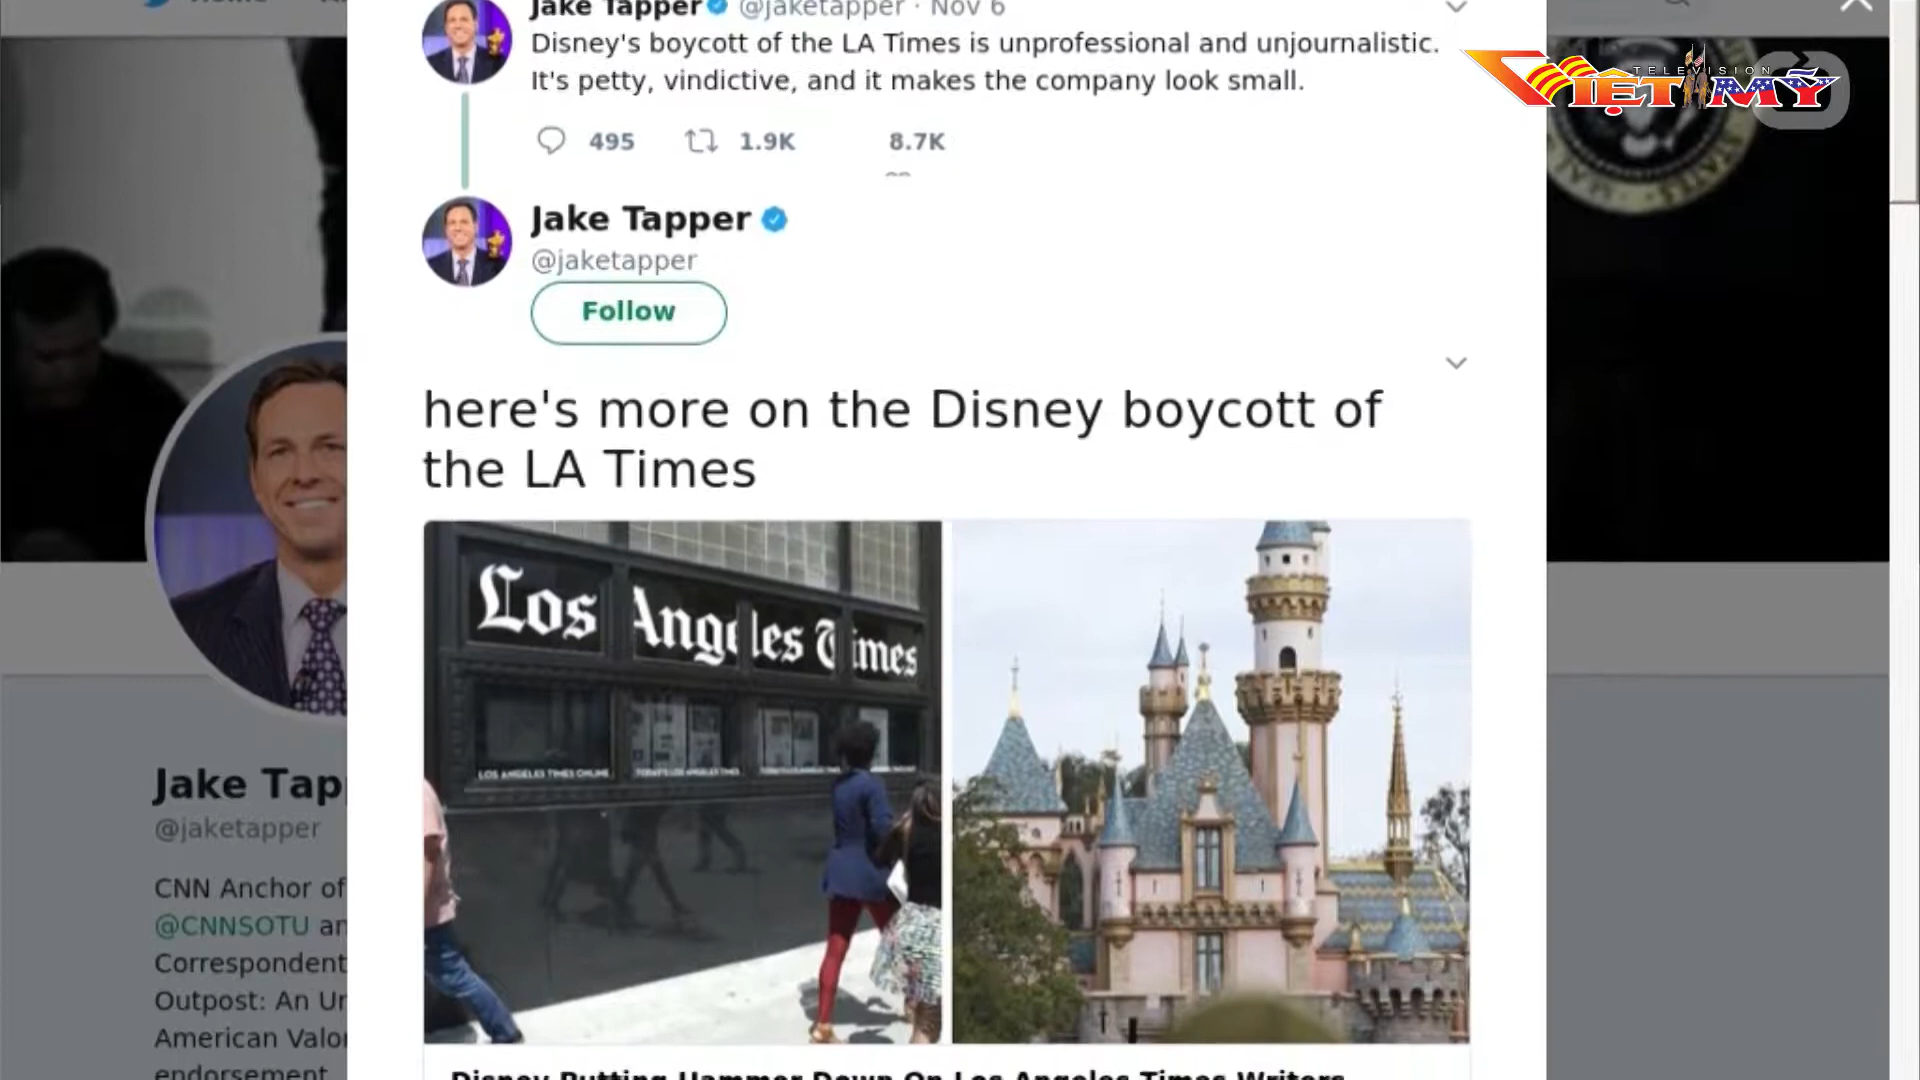 Jake Tapper @jaketapper · Nov 6
Disney's boycott of the LA Times is unprofessional and unjournalistic.
It's petty, vindictive, and it makes the company look small.
TELEVISION
VIỆT MỸ
495 1.9K 8.7K
Jake Tapper
@jaketapper
Follow
here's more on the Disney boycott of
the LA Times
Los Angeles Times
LOS ANGELES TIMES ONLINE
Jake Tap
@jaketapper
CNN Anchor of
@CNNSOTU an
Correspondent
Outpost: An Un
American Valor
endorsement
Disney Putting Hammer Down On Los Angeles Times Writers